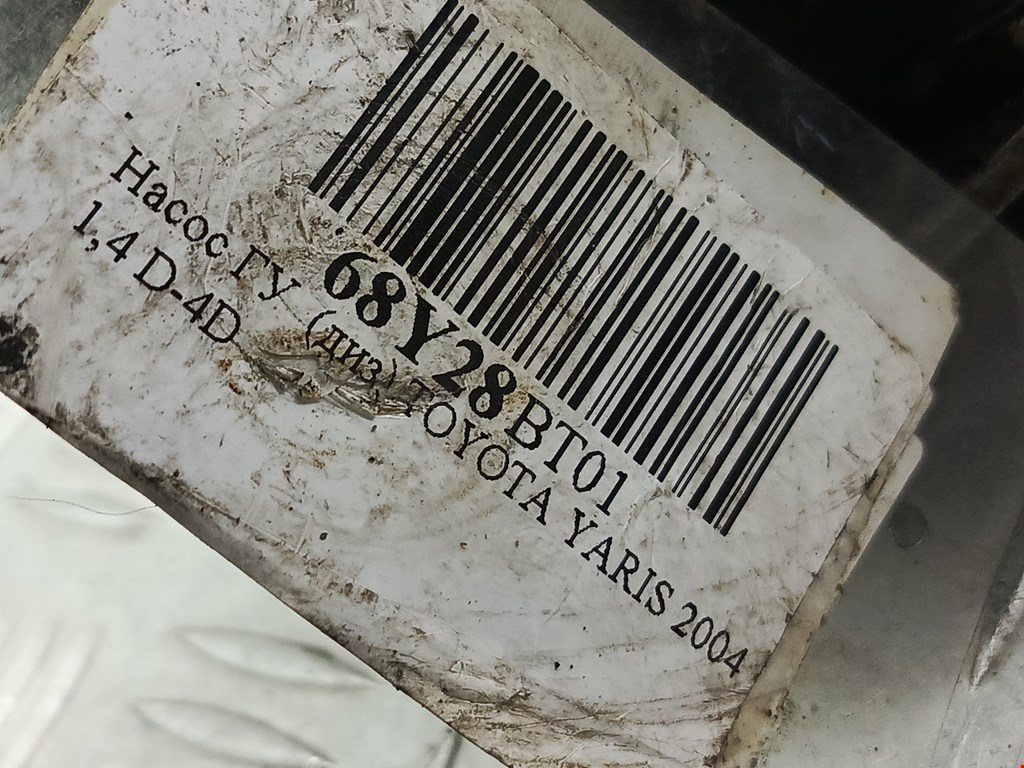 68Y28BT01
Насос ГУ (диз) TOYOTA YARIS 2004
1,4 D-4D